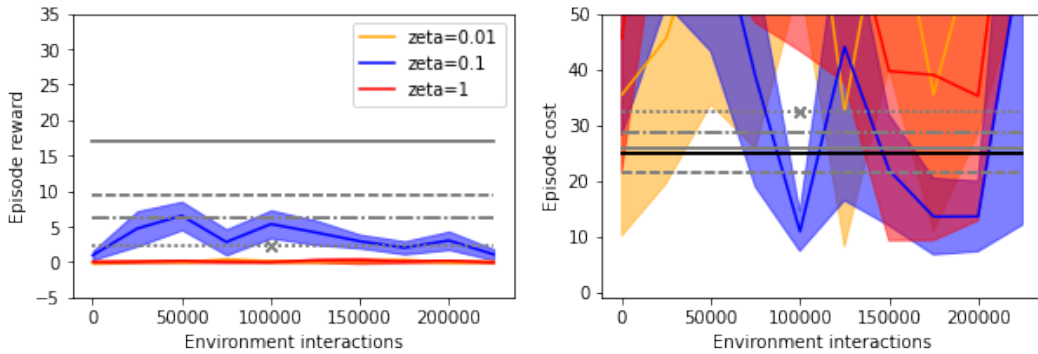 35
30
25
20
15
10
5
0
−5
Episode reward
zeta=0.01
zeta=0.1
zeta=1
0 50000 100000 150000 200000
Environment interactions
50
40
30
20
10
0
Episode cost
0 50000 100000 150000 200000
Environment interactions